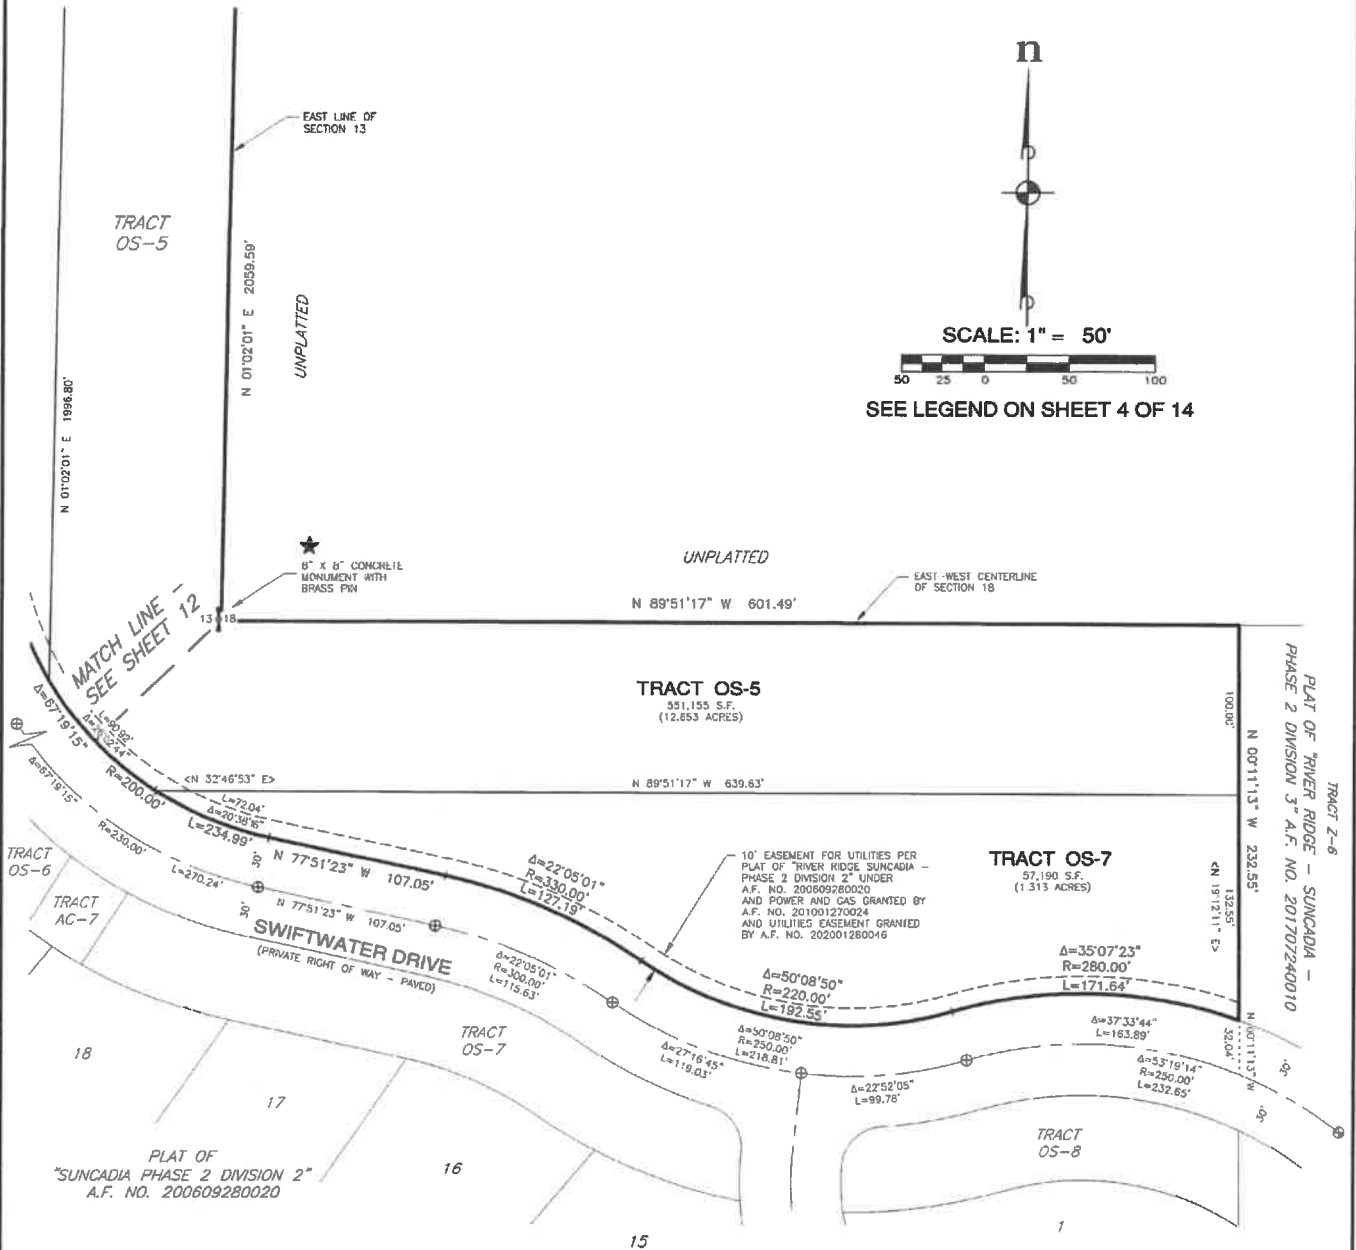 n
EAST LINE OF
SECTION 13
TRACT
OS-5
N 01°02'01" E 2059.59'
UNPLATTED
N 01°02'01" E 1996.80'
SCALE: 1" = 50'
50 25 0 50 100
SEE LEGEND ON SHEET 4 OF 14
8" X 8" CONCRETE
MONUMENT WITH
BRASS PIN
UNPLATTED
EAST-WEST CENTERLINE
OF SECTION 18
N 89°51'17" W 601.49'
13 18
MATCH LINE -
SEE SHEET 12
TRACT OS-5
551,155 S.F.
(12.653 ACRES)
100.00'
N 00°11'13" W 232.55'
PLAT OF "RIVER RIDGE - SUNCADIA -
PHASE 2 DIVISION 3" A.F. NO. 201707240010
TRACT Z-6
Δ=67°19'15"
R=200.00'
L=234.99'
L=90.92'
<N 32°46'53" E>
N 89°51'17" W 639.63'
L=72.04'
Δ=20°38'16"
Δ=67°19'15"
R=230.00'
L=270.24'
30'
30'
N 77°51'23" W 107.05'
N 77°51'23" W 107.05'
Δ=22°05'01"
R=330.00'
L=127.19'
10' EASEMENT FOR UTILITIES PER
PLAT OF "RIVER RIDGE SUNCADIA -
PHASE 2 DIVISION 2" UNDER
A.F. NO. 200609280020
AND POWER AND GAS GRANTED BY
A.F. NO. 201001270024
AND UTILITIES EASEMENT GRANTED
BY A.F. NO. 202001280046
TRACT OS-7
57,190 S.F.
(1.313 ACRES)
132.55'
<N 19°12'11" E>
TRACT
OS-6
TRACT
AC-7
SWIFTWATER DRIVE
(PRIVATE RIGHT OF WAY - PAVED)
Δ=22°05'01"
R=300.00'
L=115.63'
Δ=50°08'50"
R=220.00'
L=192.55'
Δ=35°07'23"
R=280.00'
L=171.64'
Δ=50°08'50"
R=250.00'
L=218.81'
Δ=27°16'45"
L=119.03'
Δ=22°52'05"
L=99.78'
Δ=37°33'44"
L=163.89'
Δ=53°19'14"
R=250.00'
L=232.65'
N 00°11'13" W
32.04'
30'
30'
TRACT
OS-7
TRACT
OS-8
18
17
16
15
1
PLAT OF
"SUNCADIA PHASE 2 DIVISION 2"
A.F. NO. 200609280020